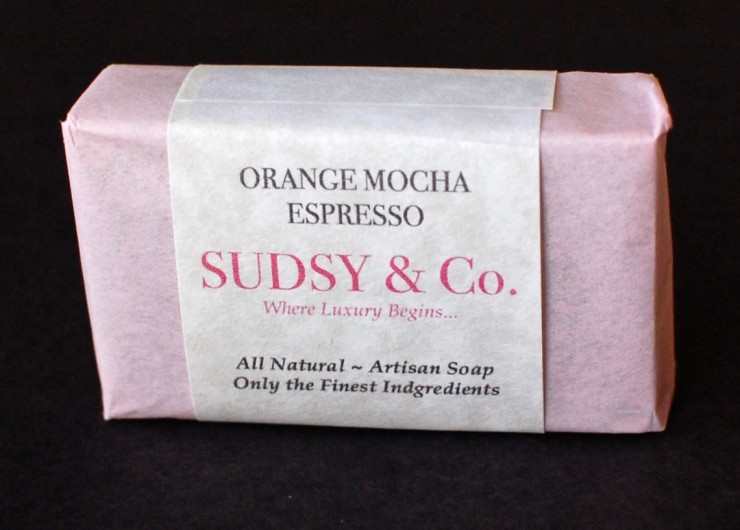 ORANGE MOCHA
ESPRESSO
SUDSY & Co.
Where Luxury Begins...
All Natural ~ Artisan Soap
Only the Finest Indgredients